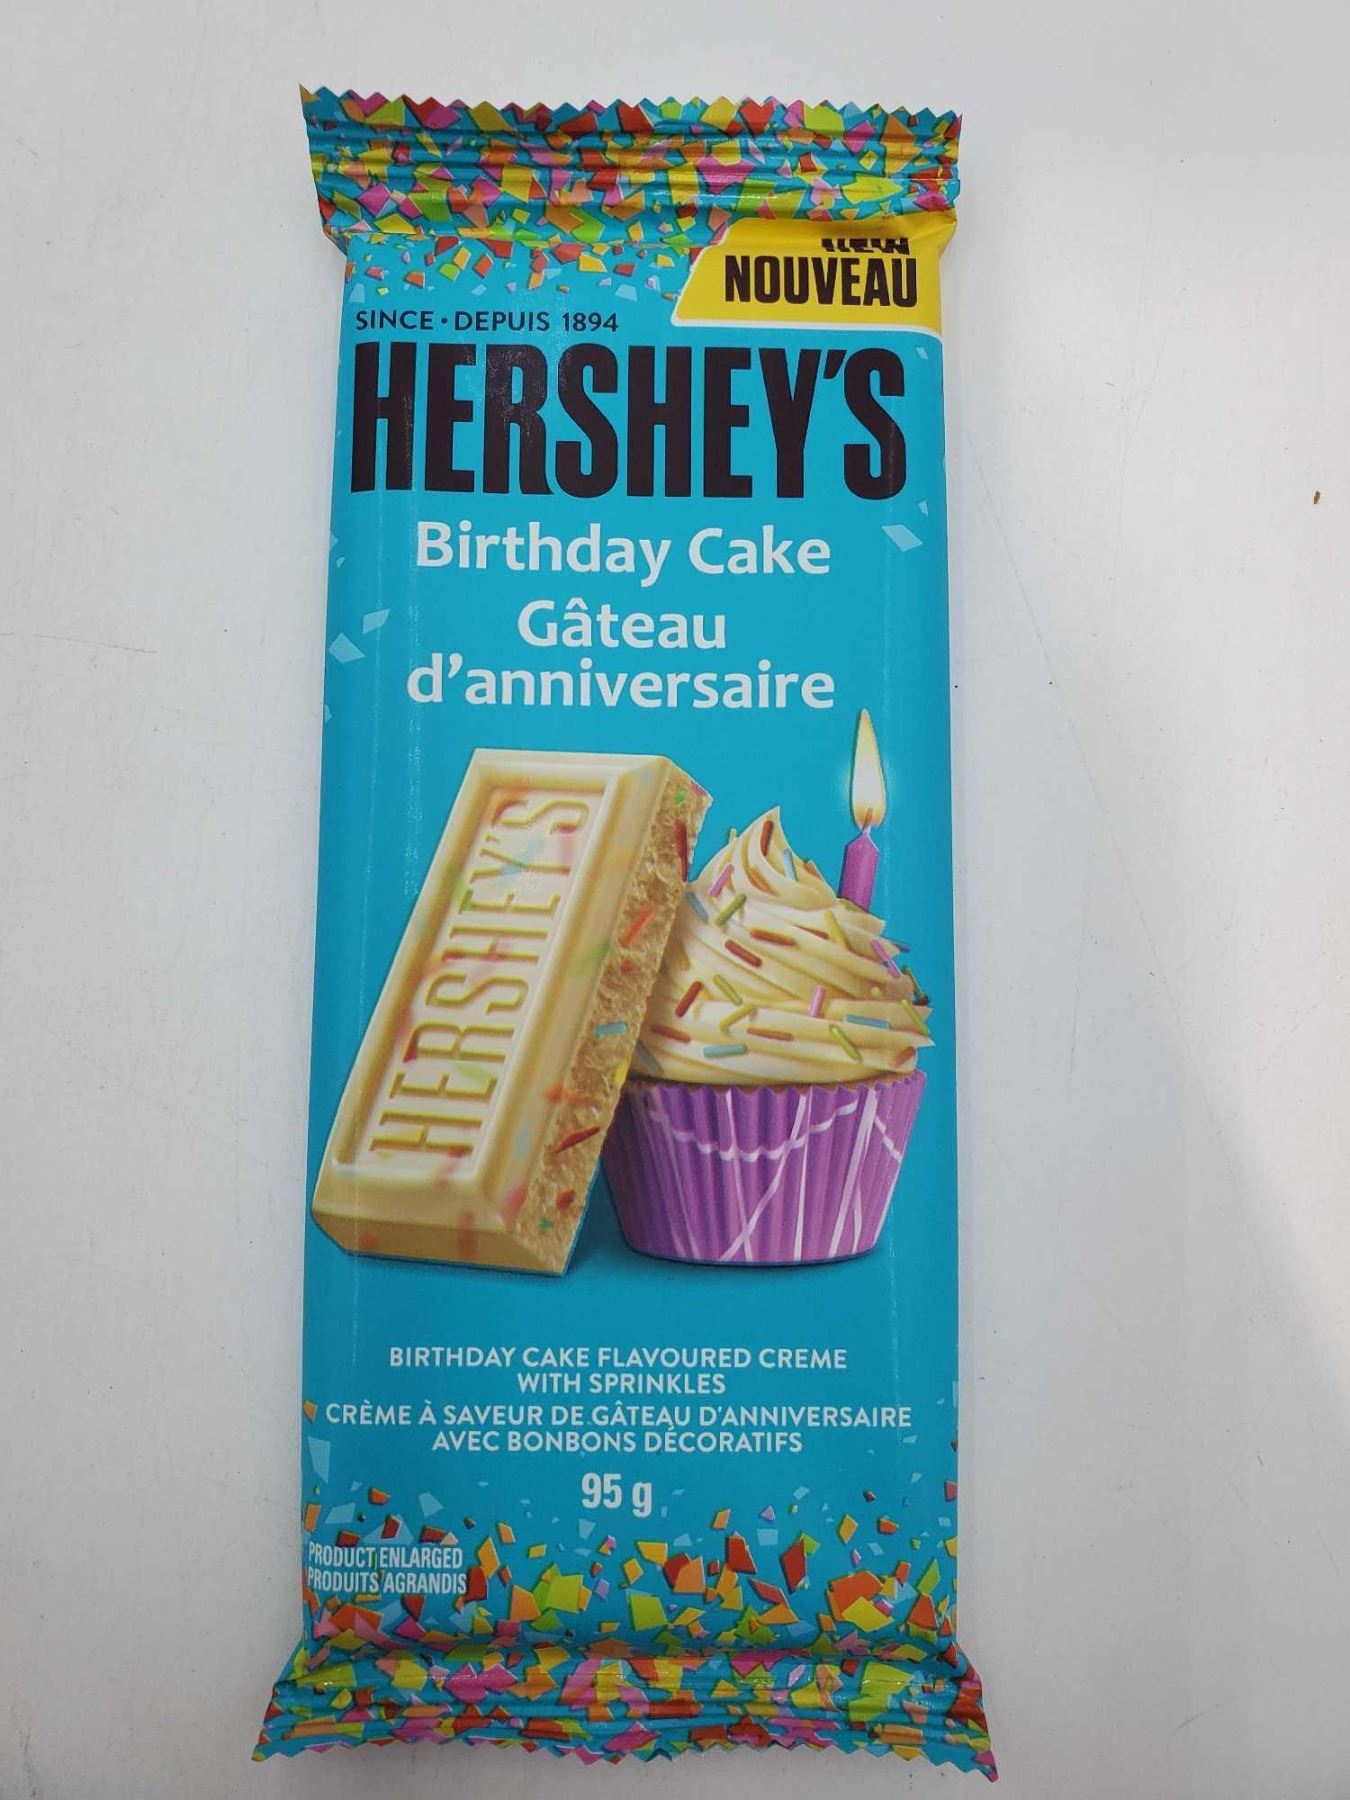 NEW
NOUVEAU
SINCE • DEPUIS 1894
HERSHEY'S
Birthday Cake
Gâteau
d'anniversaire
HERSHEY'S
BIRTHDAY CAKE FLAVOURED CREME
WITH SPRINKLES
CRÈME À SAVEUR DE GÂTEAU D'ANNIVERSAIRE
AVEC BONBONS DÉCORATIFS
95 g
PRODUCT ENLARGED
PRODUITS AGRANDIS